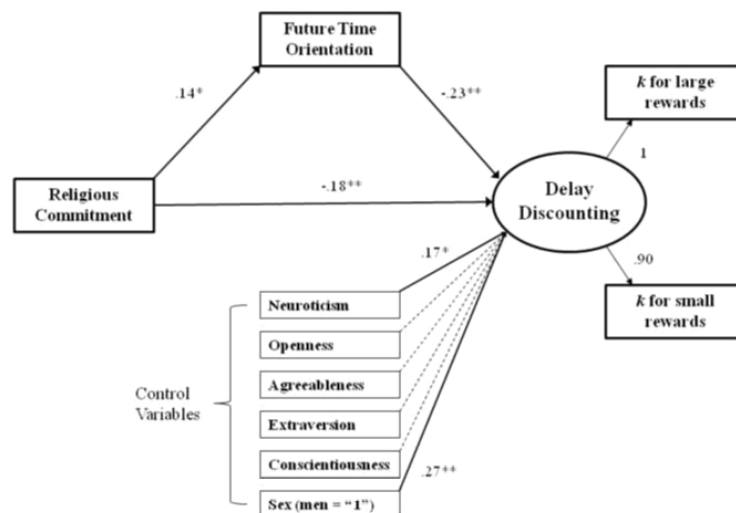 Future Time
Orientation
k for large
rewards
.14*
-.23**
1
Religious
Commitment
-.18**
Delay
Discounting
.17*
.90
Neuroticism
k for small
rewards
Openness
Agreeableness
Control
Variables
Extraversion
Conscientiousness
.27**
Sex (men = “1”)